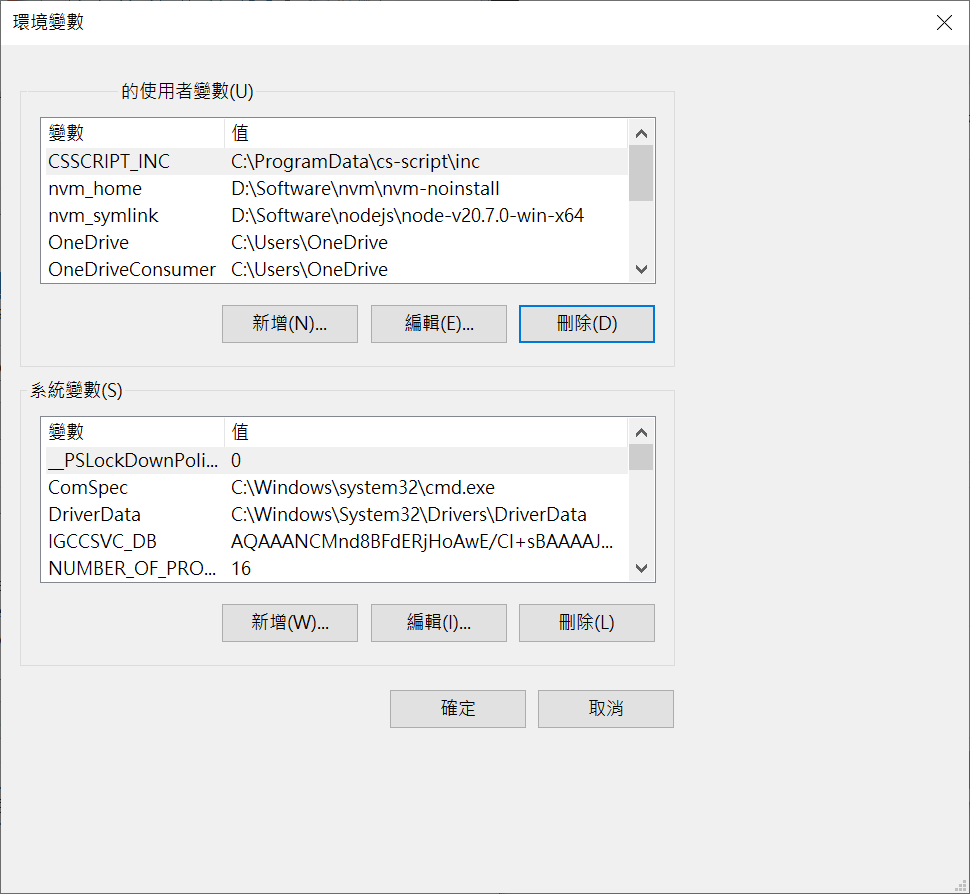 環境變數
的使用者變數(U)
變數 值
CSSCRIPT_INC C:\ProgramData\cs-script\inc
nvm_home D:\Software\nvm\nvm-noinstall
nvm_symlink D:\Software\nodejs\node-v20.7.0-win-x64
OneDrive C:\Users\OneDrive
OneDriveConsumer C:\Users\OneDrive
新增(N)... 編輯(E)... 刪除(D)
系統變數(S)
變數 值
__PSLockDownPoli... 0
ComSpec C:\Windows\system32\cmd.exe
DriverData C:\Windows\System32\Drivers\DriverData
IGCCSVC_DB AQAAANCMnd8BFdERjHoAwE/Cl+sBAAAAJ...
NUMBER_OF_PRO... 16
新增(W)... 編輯(I)... 刪除(L)
確定 取消